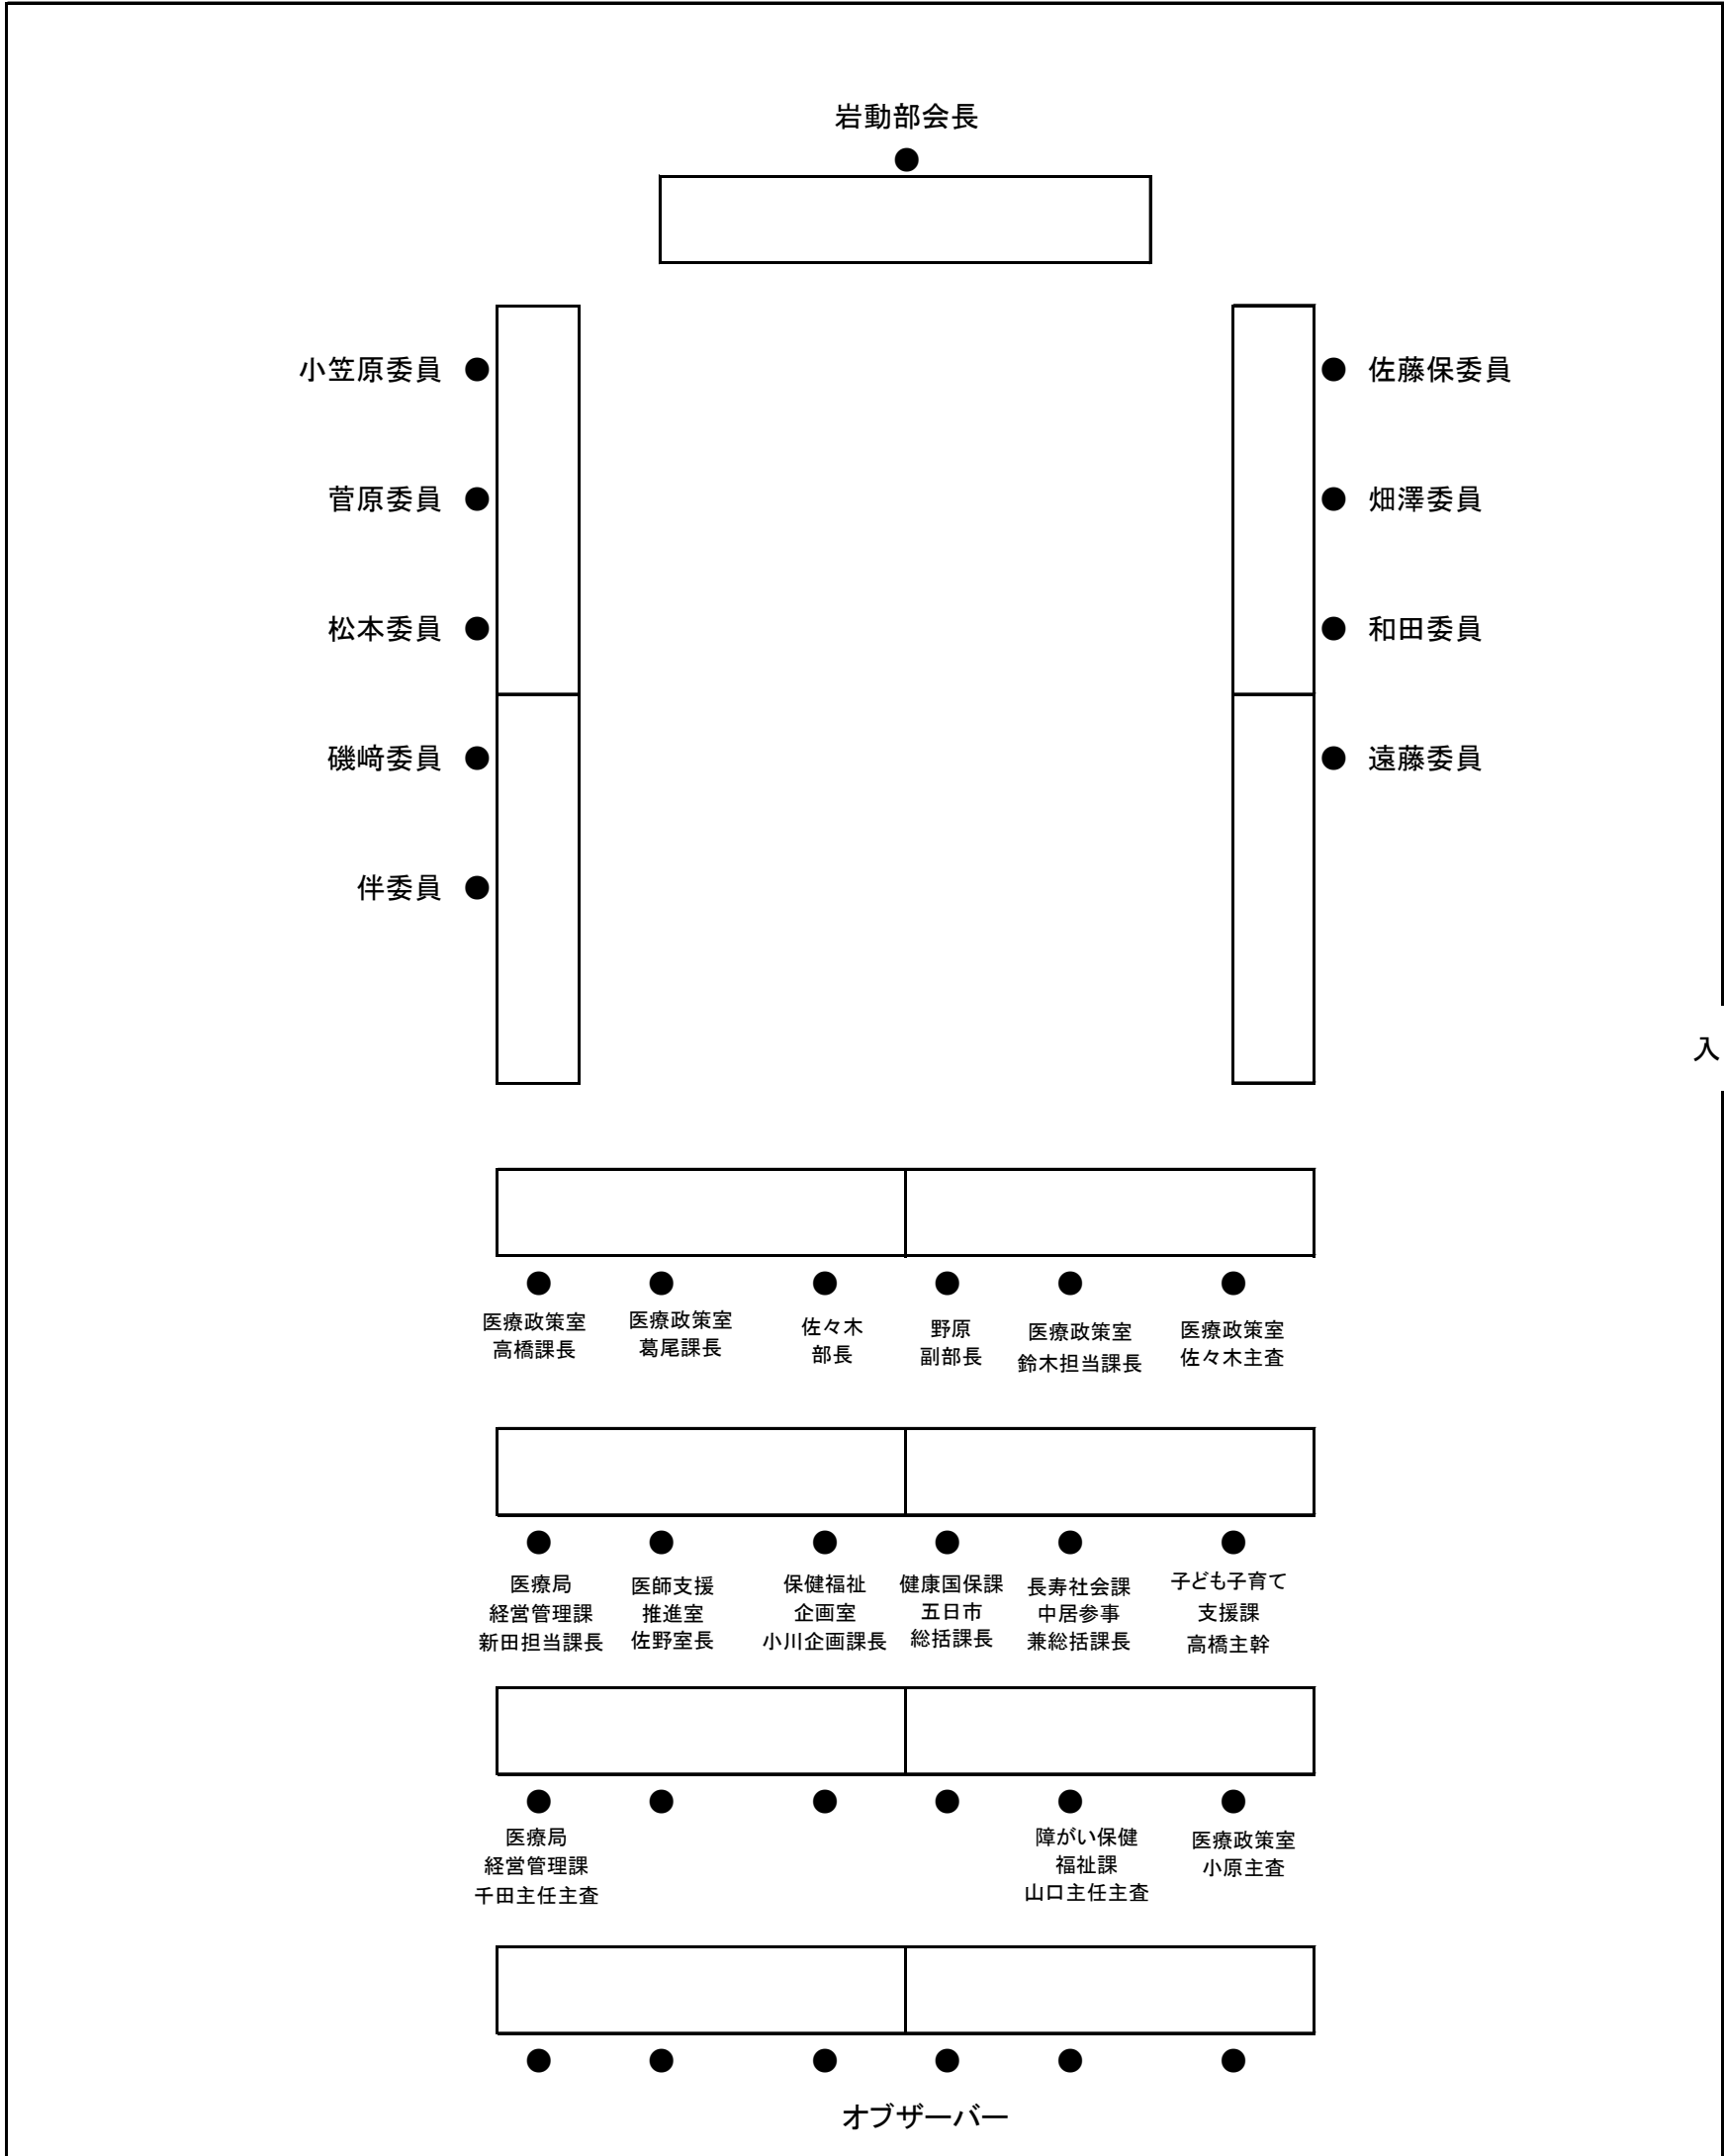 岩動部会長
小笠原委員
佐藤保委員
菅原委員
畑澤委員
松本委員
和田委員
磯﨑委員
遠藤委員
伴委員
入
医療政策室
高橋課長
医療政策室
葛尾課長
佐々木
部長
野原
副部長
医療政策室
鈴木担当課長
医療政策室
佐々木主査
医療局
経営管理課
新田担当課長
医師支援
推進室
佐野室長
保健福祉
企画室
小川企画課長
健康国保課
五日市
総括課長
長寿社会課
中居参事
兼総括課長
子ども子育て
支援課
高橋主幹
医療局
経営管理課
千田主任主査
障がい保健
福祉課
山口主任主査
医療政策室
小原主査
オブザーバー